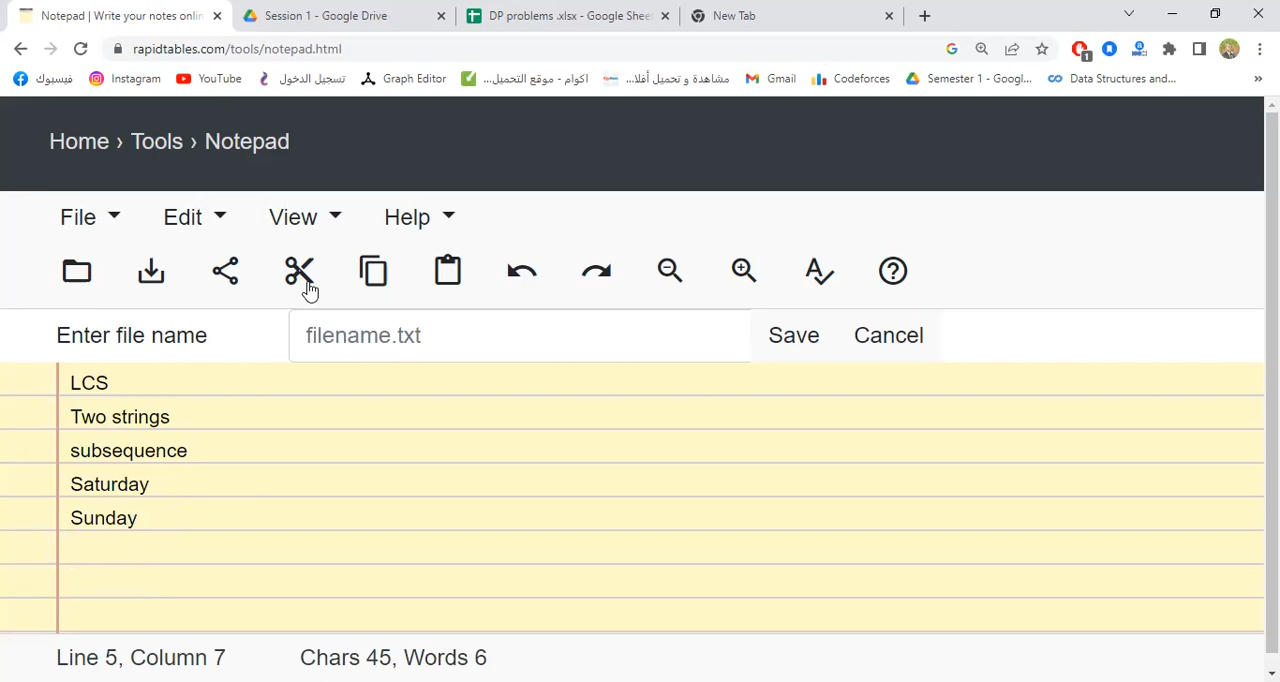 Notepad | Write your notes onlin
Session 1 - Google Drive
DP problems .xlsx - Google Shee
New Tab
rapidtables.com/tools/notepad.html
1
فيسبوك
Instagram
YouTube
تسجيل الدخول
Graph Editor
اكوام - موقع التحميل...
مشاهدة و تحميل أفلا...
Gmail
Codeforces
Semester 1 - Googl...
Data Structures and...
»
Home › Tools › Notepad
File Edit View Help
Enter file name
filename.txt
Save Cancel
LCS
Two strings
subsequence
Saturday
Sunday
Line 5, Column 7
Chars 45, Words 6